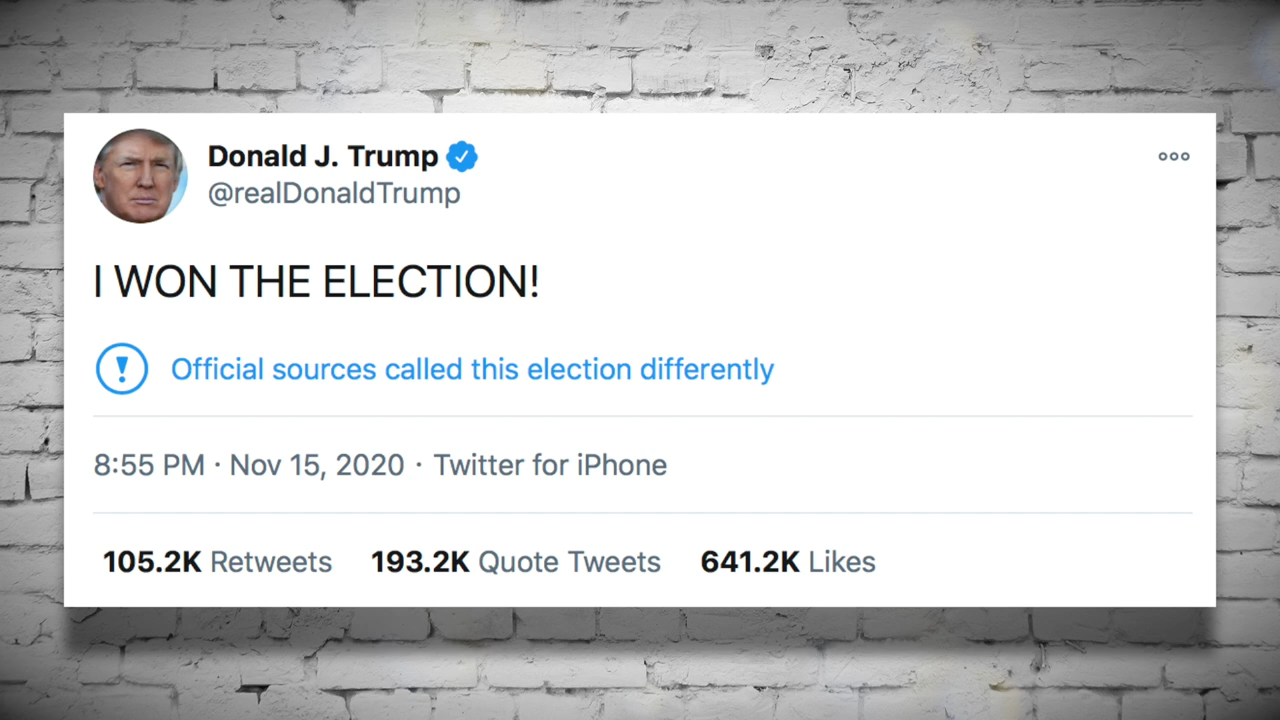 Donald J. Trump
@realDonaldTrump
I WON THE ELECTION!
Official sources called this election differently
8:55 PM · Nov 15, 2020 · Twitter for iPhone
105.2K Retweets 193.2K Quote Tweets 641.2K Likes